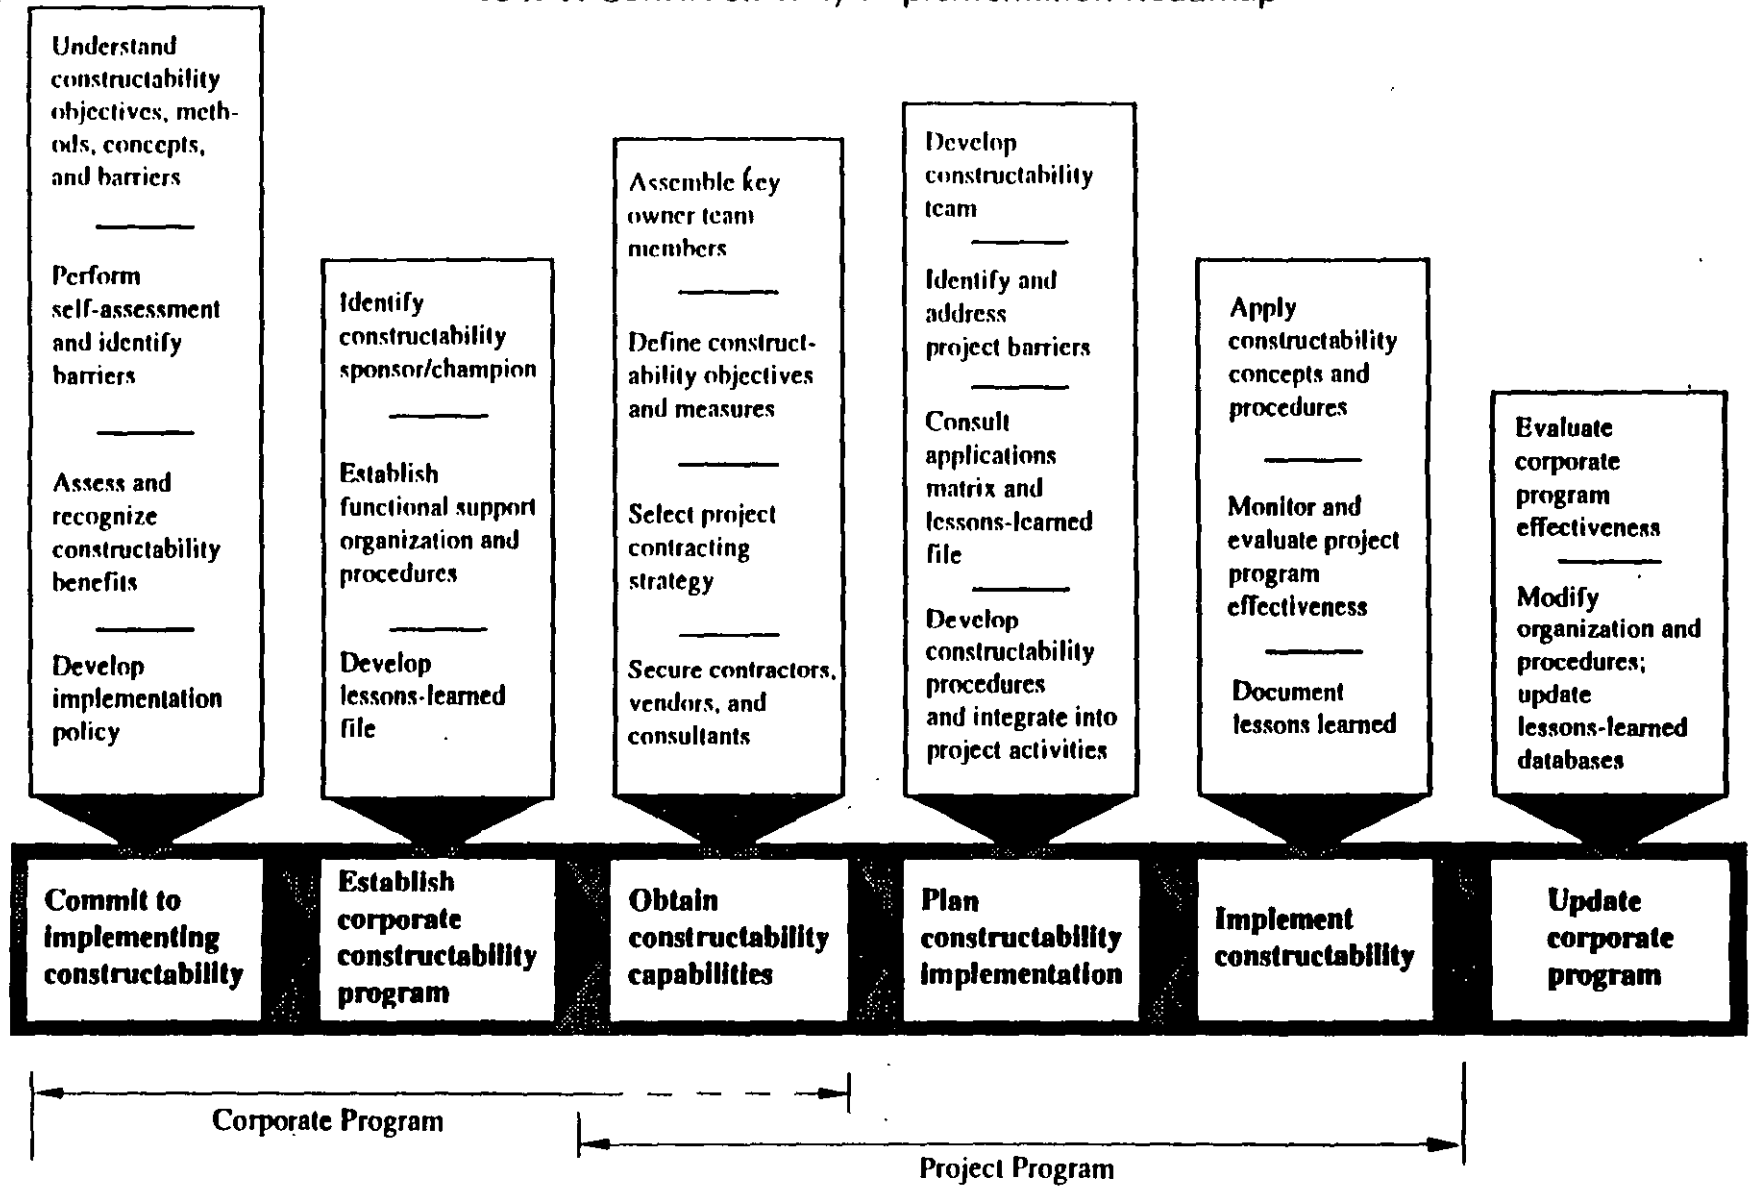 Implementation Roadmap
Understand
constructability
objectives, meth-
ods, concepts,
and barriers
Perform
self-assessment
and identify
barriers
Assess and
recognize
constructability
benefits
Develop
implementation
policy
Identify
constructability
sponsor/champion
Establish
functional support
organization and
procedures
Develop
lessons-learned
file
Assemble key
owner team
members
Define construct-
ability objectives
and measures
Select project
contracting
strategy
Secure contractors,
vendors, and
consultants
Develop
constructability
team
Identify and
address
project barriers
Consult
applications
matrix and
lessons-learned
file
Develop
constructability
procedures
and integrate into
project activities
Apply
constructability
concepts and
procedures
Monitor and
evaluate project
program
effectiveness
Document
lessons learned
Evaluate
corporate
program
effectiveness
Modify
organization and
procedures;
update
lessons-learned
databases
Commit to
implementing
constructability
Establish
corporate
constructability
program
Obtain
constructability
capabilities
Plan
constructability
implementation
Implement
constructability
Update
corporate
program
Corporate Program
Project Program